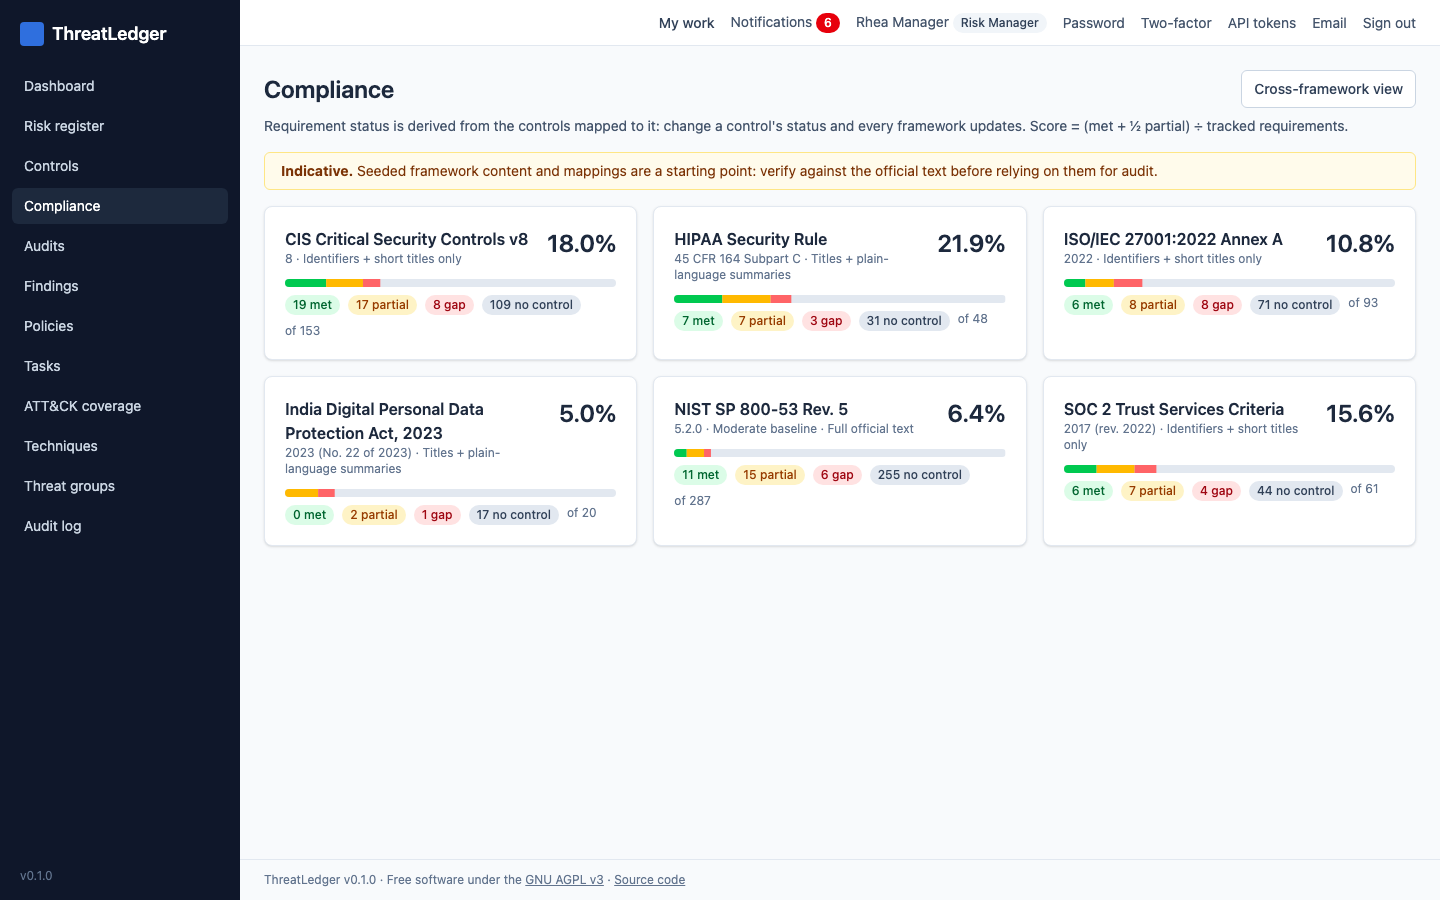 ThreatLedger
Dashboard
Risk register
Controls
Compliance
Audits
Findings
Policies
Tasks
ATT&CK coverage
Techniques
Threat groups
Audit log
v0.1.0
My work Notifications 6 Rhea Manager Risk Manager Password Two-factor API tokens Email Sign out
Compliance
Cross-framework view
Requirement status is derived from the controls mapped to it: change a control's status and every framework updates. Score = (met + ½ partial) ÷ tracked requirements.
Indicative. Seeded framework content and mappings are a starting point: verify against the official text before relying on them for audit.
CIS Critical Security Controls v8 18.0%
8 · Identifiers + short titles only
19 met 17 partial 8 gap 109 no control
of 153
HIPAA Security Rule 21.9%
45 CFR 164 Subpart C · Titles + plain-
language summaries
7 met 7 partial 3 gap 31 no control of 48
ISO/IEC 27001:2022 Annex A 10.8%
2022 · Identifiers + short titles only
6 met 8 partial 8 gap 71 no control of 93
India Digital Personal Data 5.0%
Protection Act, 2023
2023 (No. 22 of 2023) · Titles + plain-
language summaries
0 met 2 partial 1 gap 17 no control of 20
NIST SP 800-53 Rev. 5 6.4%
5.2.0 · Moderate baseline · Full official text
11 met 15 partial 6 gap 255 no control
of 287
SOC 2 Trust Services Criteria 15.6%
2017 (rev. 2022) · Identifiers + short titles
only
6 met 7 partial 4 gap 44 no control of 61
ThreatLedger v0.1.0 · Free software under the GNU AGPL v3 · Source code